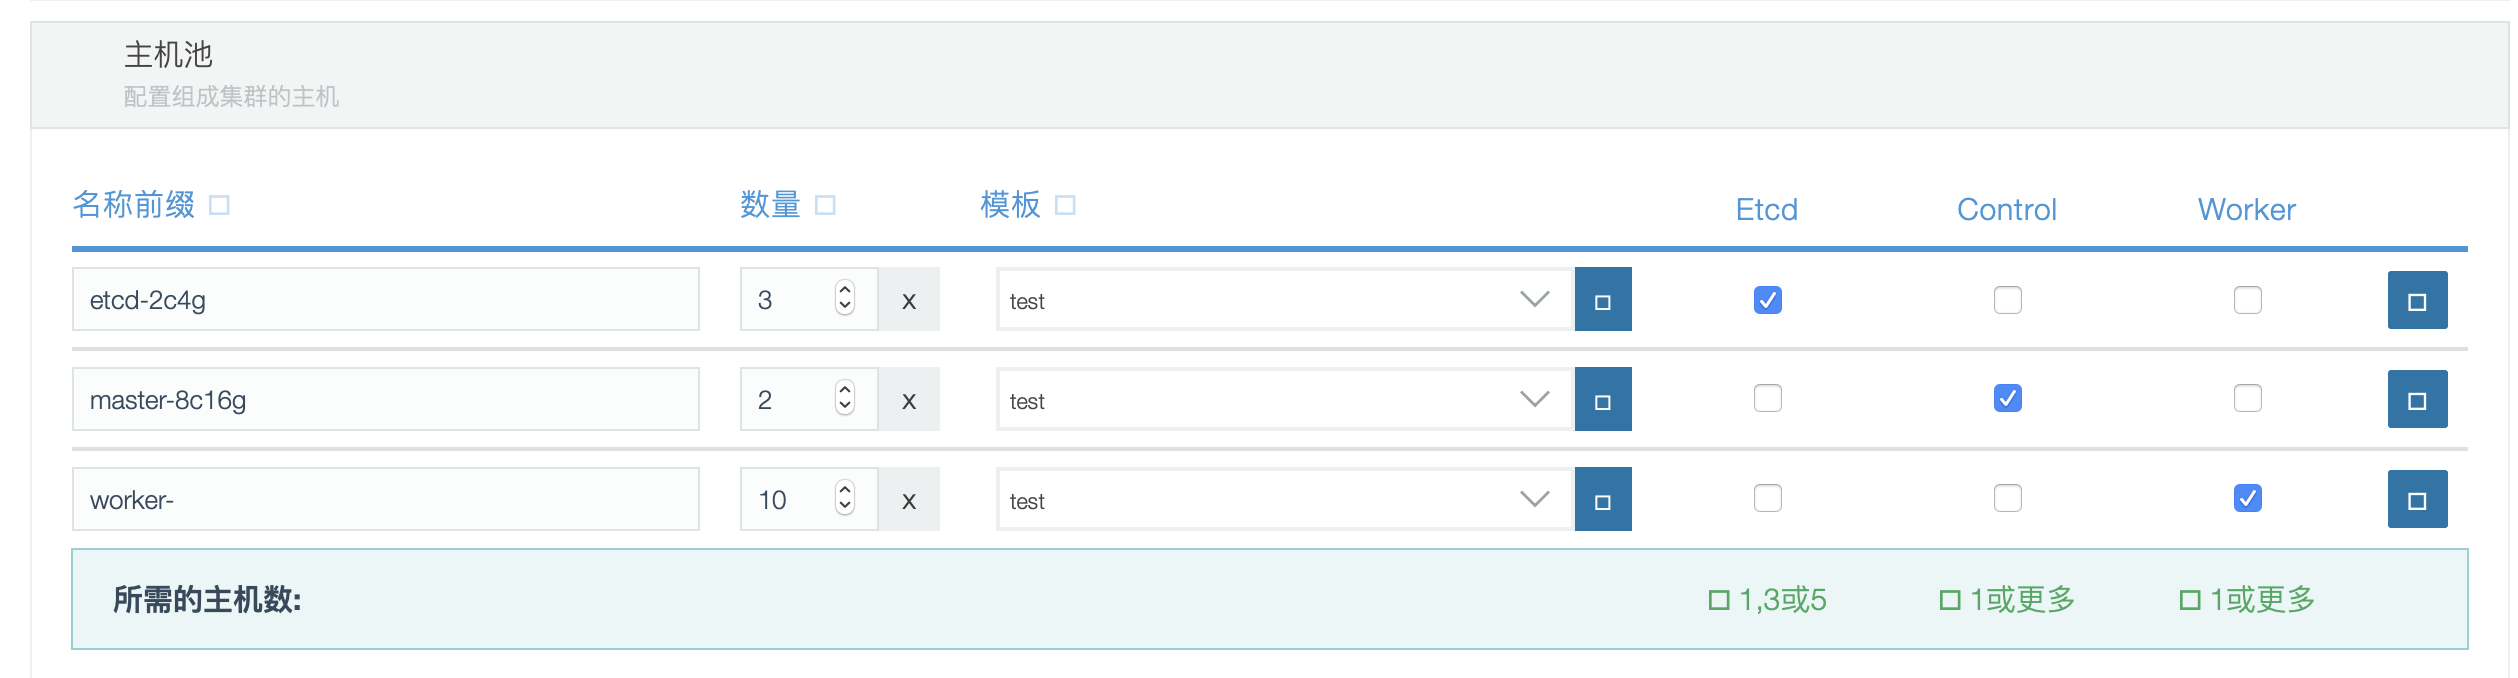 主机池
配置组成集群的主机
名称前缀 数量 模板 Etcd Control Worker
etcd-2c4g 3 x test
master-8c16g 2 x test
worker- 10 x test
所需的主机数: 1,3或5 1或更多 1或更多